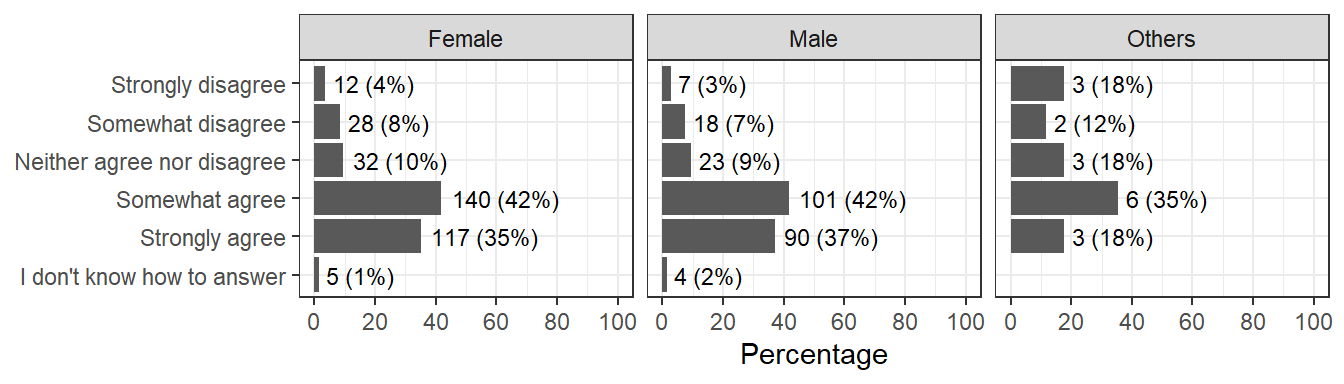 Female Male Others
Strongly disagree 12 (4%) 7 (3%) 3 (18%)
Somewhat disagree 28 (8%) 18 (7%) 2 (12%)
Neither agree nor disagree 32 (10%) 23 (9%) 3 (18%)
Somewhat agree 140 (42%) 101 (42%) 6 (35%)
Strongly agree 117 (35%) 90 (37%) 3 (18%)
I don't know how to answer 5 (1%) 4 (2%)
0 20 40 60 80 100 0 20 40 60 80 100 0 20 40 60 80 100
Percentage